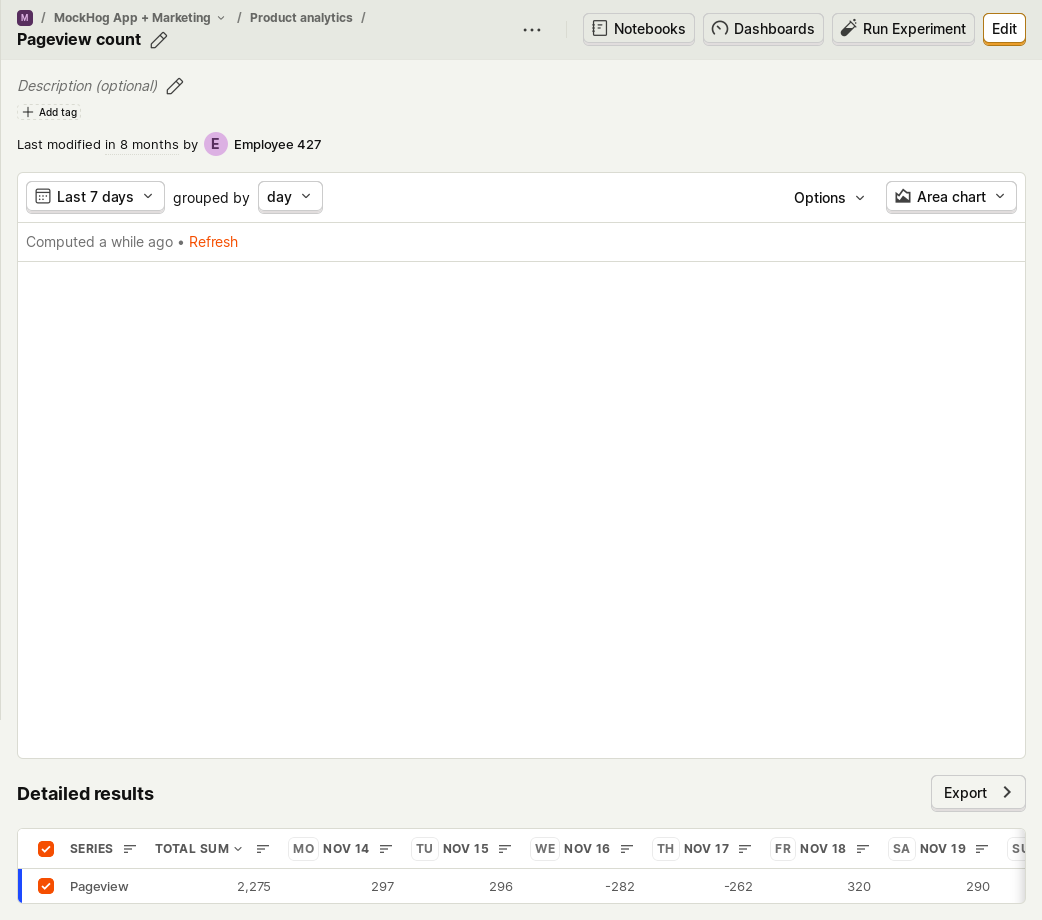 M / MockHog App + Marketing / Product analytics /
Pageview count
Notebooks
Dashboards
Run Experiment
Edit
Description (optional)
Add tag
Last modified in 8 months by E Employee 427
Last 7 days grouped by day
Options
Area chart
Computed a while ago • Refresh
Detailed results
Export
SERIES TOTAL SUM MO NOV 14 TU NOV 15 WE NOV 16 TH NOV 17 FR NOV 18 SA NOV 19
Pageview 2,275 297 296 -282 -262 320 290